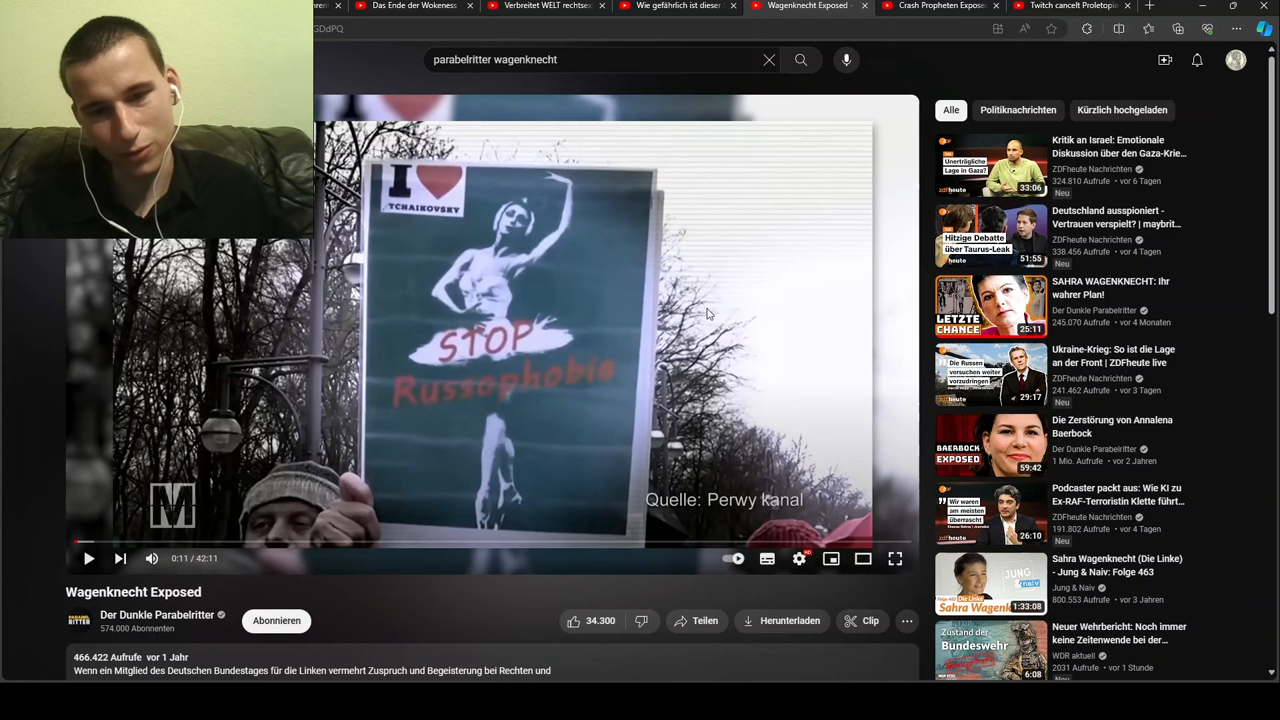 Das Ende der Wokeness
Verbreitet WELT rechtsex
Wie gefährlich ist dieser
Wagenknecht Exposed -
Crash Propheten Expose
Twitch cancelt Proletopia
GDdPQ
parabelritter wagenknecht
I
TCHAIKOVSKY
STOP
Russophobia
M
Quelle: Perwy kanal
0:11 / 42:11
HD
Wagenknecht Exposed
Der Dunkle Parabelritter
574.000 Abonnenten
Abonnieren
34.300
Teilen
Herunterladen
Clip
466.422 Aufrufe vor 1 Jahr
Wenn ein Mitglied des Deutschen Bundestages für die Linken vermehrt Zuspruch und Begeisterung bei Rechten und
Alle
Politiknachrichten
Kürzlich hochgeladen
Unerträgliche
Lage in Gaza?
33:06
Kritik an Israel: Emotionale
Diskussion über den Gaza-Krie...
ZDFheute Nachrichten
324.810 Aufrufe • vor 6 Tagen
Neu
Hitzige Debatte
über Taurus-Leak
51:55
Deutschland ausspioniert -
Vertrauen verspielt? | maybrit...
ZDFheute Nachrichten
338.456 Aufrufe • vor 4 Tagen
Neu
LETZTE
CHANCE
25:11
SAHRA WAGENKNECHT: Ihr
wahrer Plan!
Der Dunkle Parabelritter
245.070 Aufrufe • vor 4 Monaten
Die Russen
versuchen weiter
vorzudringen
29:17
Ukraine-Krieg: So ist die Lage
an der Front | ZDFheute live
ZDFheute Nachrichten
241.462 Aufrufe • vor 3 Tagen
Neu
BAERBOCK
EXPOSED
59:42
Die Zerstörung von Annalena
Baerbock
Der Dunkle Parabelritter
1 Mio. Aufrufe • vor 2 Jahren
Wir waren
am meisten
überrascht
26:10
Podcaster packt aus: Wie KI zu
Ex-RAF-Terroristin Klette führt...
ZDFheute Nachrichten
191.802 Aufrufe • vor 4 Tagen
Neu
JUNG
& naiv
Folge 463
Sahra Wagenk
1:33:08
Sahra Wagenknecht (Die Linke)
- Jung & Naiv: Folge 463
Jung & Naiv
800.553 Aufrufe • vor 3 Jahren
Zustand der
Bundeswehr
6:08
Neuer Wehrbericht: Noch immer
keine Zeitenwende bei der...
WDR aktuell
2031 Aufrufe • vor 1 Stunde